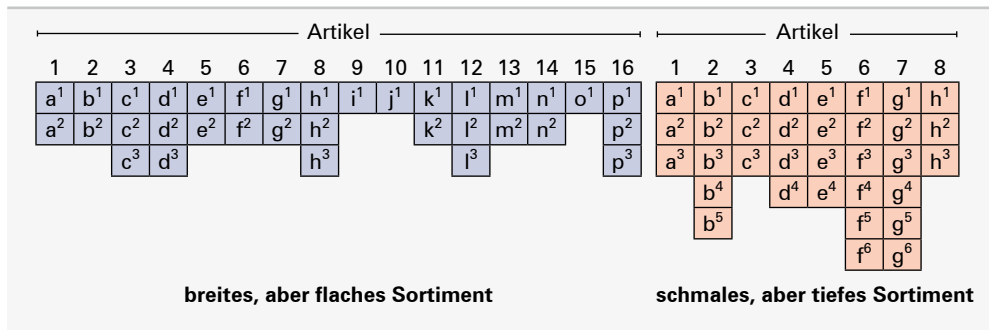 Artikel Artikel
1 2 3 4 5 6 7 8 9 10 11 12 13 14 15 16 1 2 3 4 5 6 7 8
a¹ b¹ c¹ d¹ e¹ f¹ g¹ h¹ i¹ j¹ k¹ l¹ m¹ n¹ o¹ p¹ a¹ b¹ c¹ d¹ e¹ f¹ g¹ h¹
a² b² c² d² e² f² g² h² k² l² m² n² p² a² b² c² d² e² f² g² h²
c³ d³ h³ l³ p³ a³ b³ c³ d³ e³ f³ g³ h³
b⁴ d⁴ e⁴ f⁴ g⁴
b⁵ f⁵ g⁵
f⁶ g⁶
breites, aber flaches Sortiment schmales, aber tiefes Sortiment